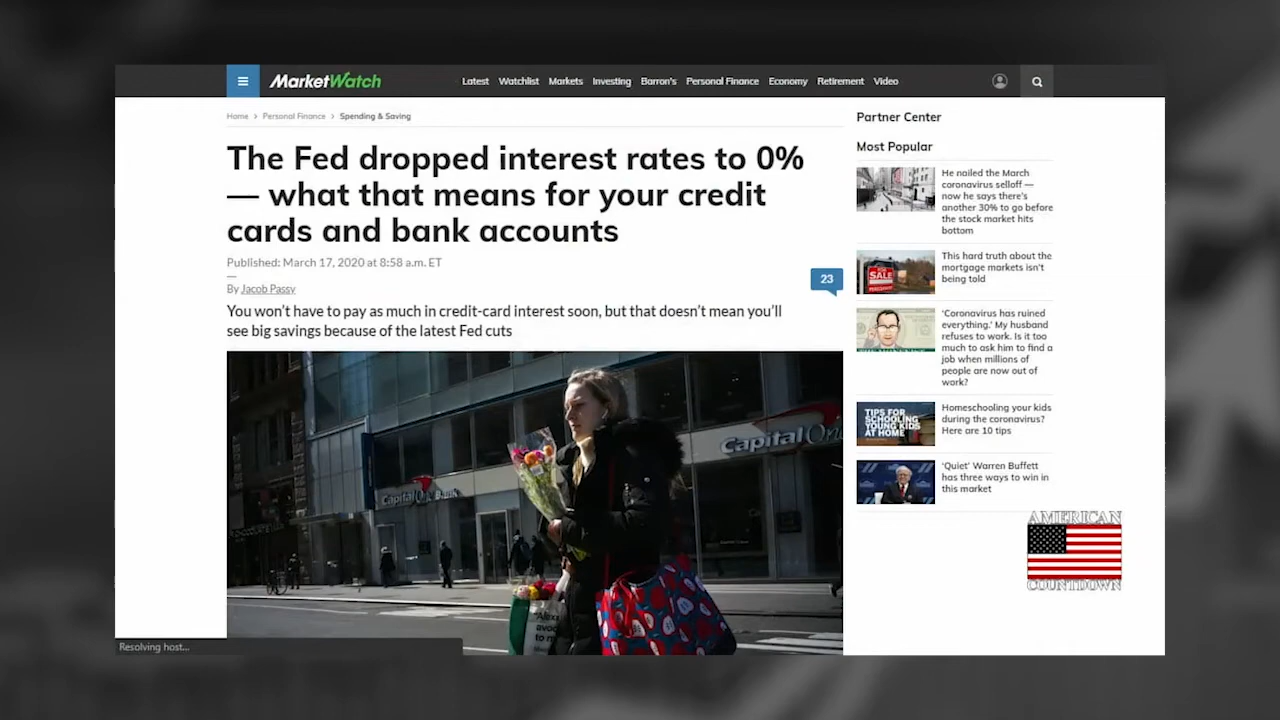 MarketWatch
Latest Watchlist Markets Investing Barron's Personal Finance Economy Retirement Video
Home › Personal Finance › Spending & Saving
The Fed dropped interest rates to 0%
— what that means for your credit
cards and bank accounts
Published: March 17, 2020 at 8:58 a.m. ET
—
By Jacob Passy
23
You won't have to pay as much in credit-card interest soon, but that doesn't mean you'll
see big savings because of the latest Fed cuts
Capital One Bank
Capital One
Partner Center
Most Popular
He nailed the March
coronavirus selloff —
now he says there's
another 30% to go before
the stock market hits
bottom
SALE
This hard truth about the
mortgage markets isn't
being told
'Coronavirus has ruined
everything.' My husband
refuses to work. Is it too
much to ask him to find a
job when millions of
people are now out of
work?
TIPS FOR
SCHOOLING
YOUNG KIDS
AT HOME
Homeschooling your kids
during the coronavirus?
Here are 10 tips
'Quiet' Warren Buffett
has three ways to win in
this market
AMERICAN
COUNTDOWN
Resolving host...